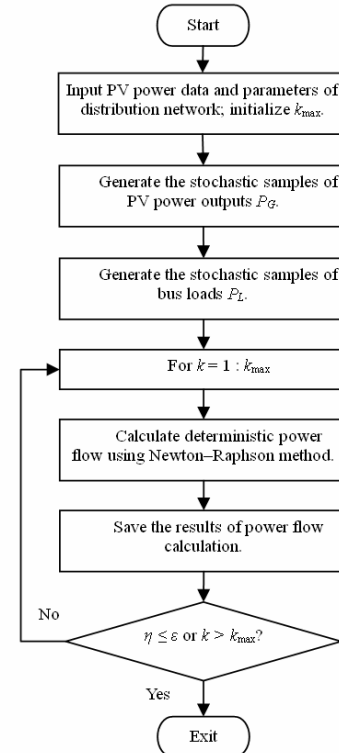 Start
Input PV power data and parameters of
distribution network; initialize kmax.
Generate the stochastic samples of
PV power outputs PG.
Generate the stochastic samples of
bus loads PL.
For k = 1 : kmax
Calculate deterministic power
flow using Newton–Raphson method.
Save the results of power flow
calculation.
No
η ≤ ε or k > kmax?
Yes
Exit